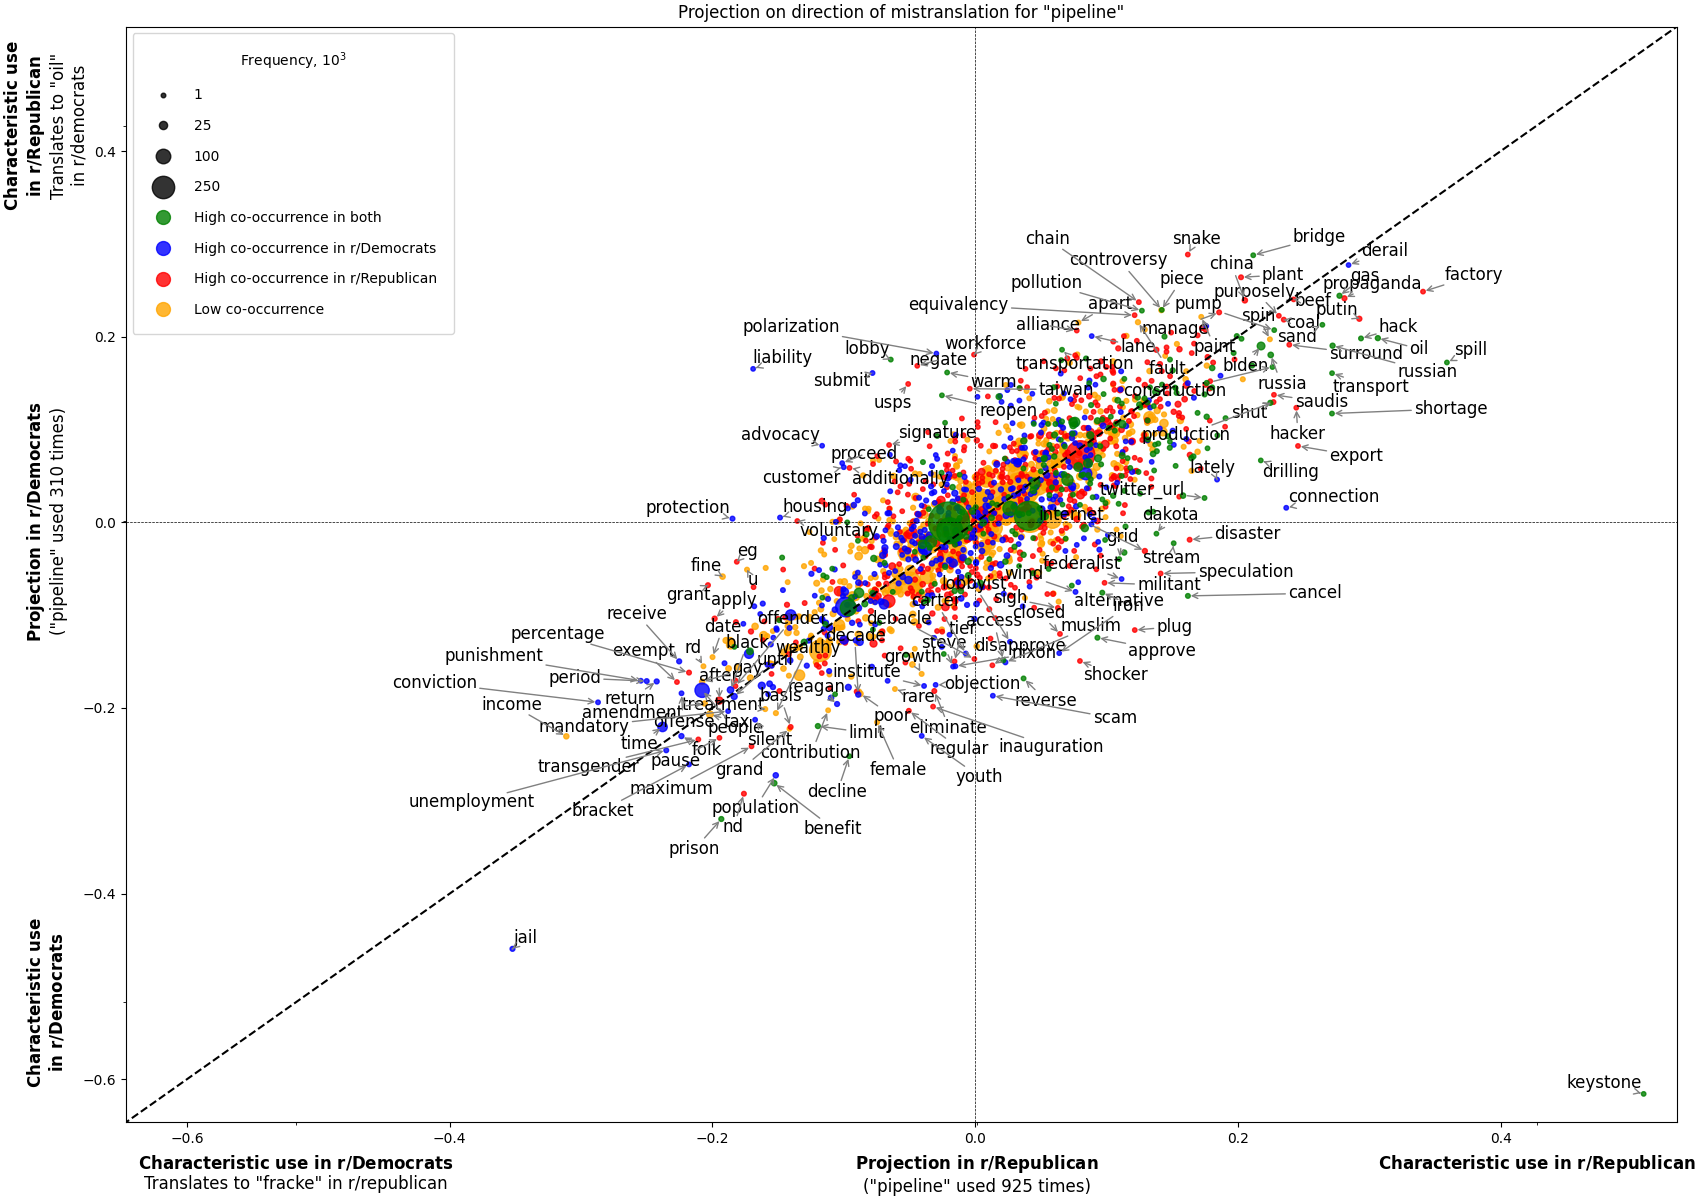 Projection on direction of mistranslation for "pipeline"
Frequency, 10³
1
25
100
250
High co-occurrence in both
High co-occurrence in r/Democrats
High co-occurrence in r/Republican
Low co-occurrence
Characteristic use
in r/Republican
Translates to "oil"
in r/democrats
Projection in r/Democrats
("pipeline" used 310 times)
Characteristic use
in r/Democrats
0.4
0.2
0.0
−0.2
−0.4
−0.6
chain
snake
bridge
controversy
derail
china
plant
gas
factory
pollution
piece
propaganda
equivalency
apart
pump
purposely
beef
putin
polarization
alliance
manage
spin
coal
hack
workforce
lane
sand
oil
liability
lobby
negate
transportation
paint
surround
spill
submit
warm
fault
biden
russian
usps
taiwan
construction
russia
transport
reopen
shut
saudis
shortage
advocacy
signature
production
hacker
proceed
export
customer
additionally
lately
drilling
twitter_url
connection
protection
housing
internet
dakota
voluntary
grid
disaster
eg
federalist
stream
fine
u
wind
speculation
lobbyist
militant
grant
apply
carter
sigh
alternative
cancel
receive
offender
debacle
closed
iron
percentage
date
decade
tier
access
muslim
plug
exempt
rd
black
wealthy
steve
disapprove
approve
punishment
until
growth
nixon
conviction
period
after
gay
institute
shocker
return
reagan
objection
income
treatment
basis
rare
reverse
amendment
mandatory
offense
tax
people
poor
scam
time
silent
limit
eliminate
folk
contribution
regular
inauguration
transgender
pause
grand
female
youth
unemployment
maximum
decline
bracket
population
nd
benefit
prison
jail
keystone
−0.6
−0.4
−0.2
0.0
0.2
0.4
Characteristic use in r/Democrats
Translates to "fracke" in r/republican
Projection in r/Republican
("pipeline" used 925 times)
Characteristic use in r/Republican